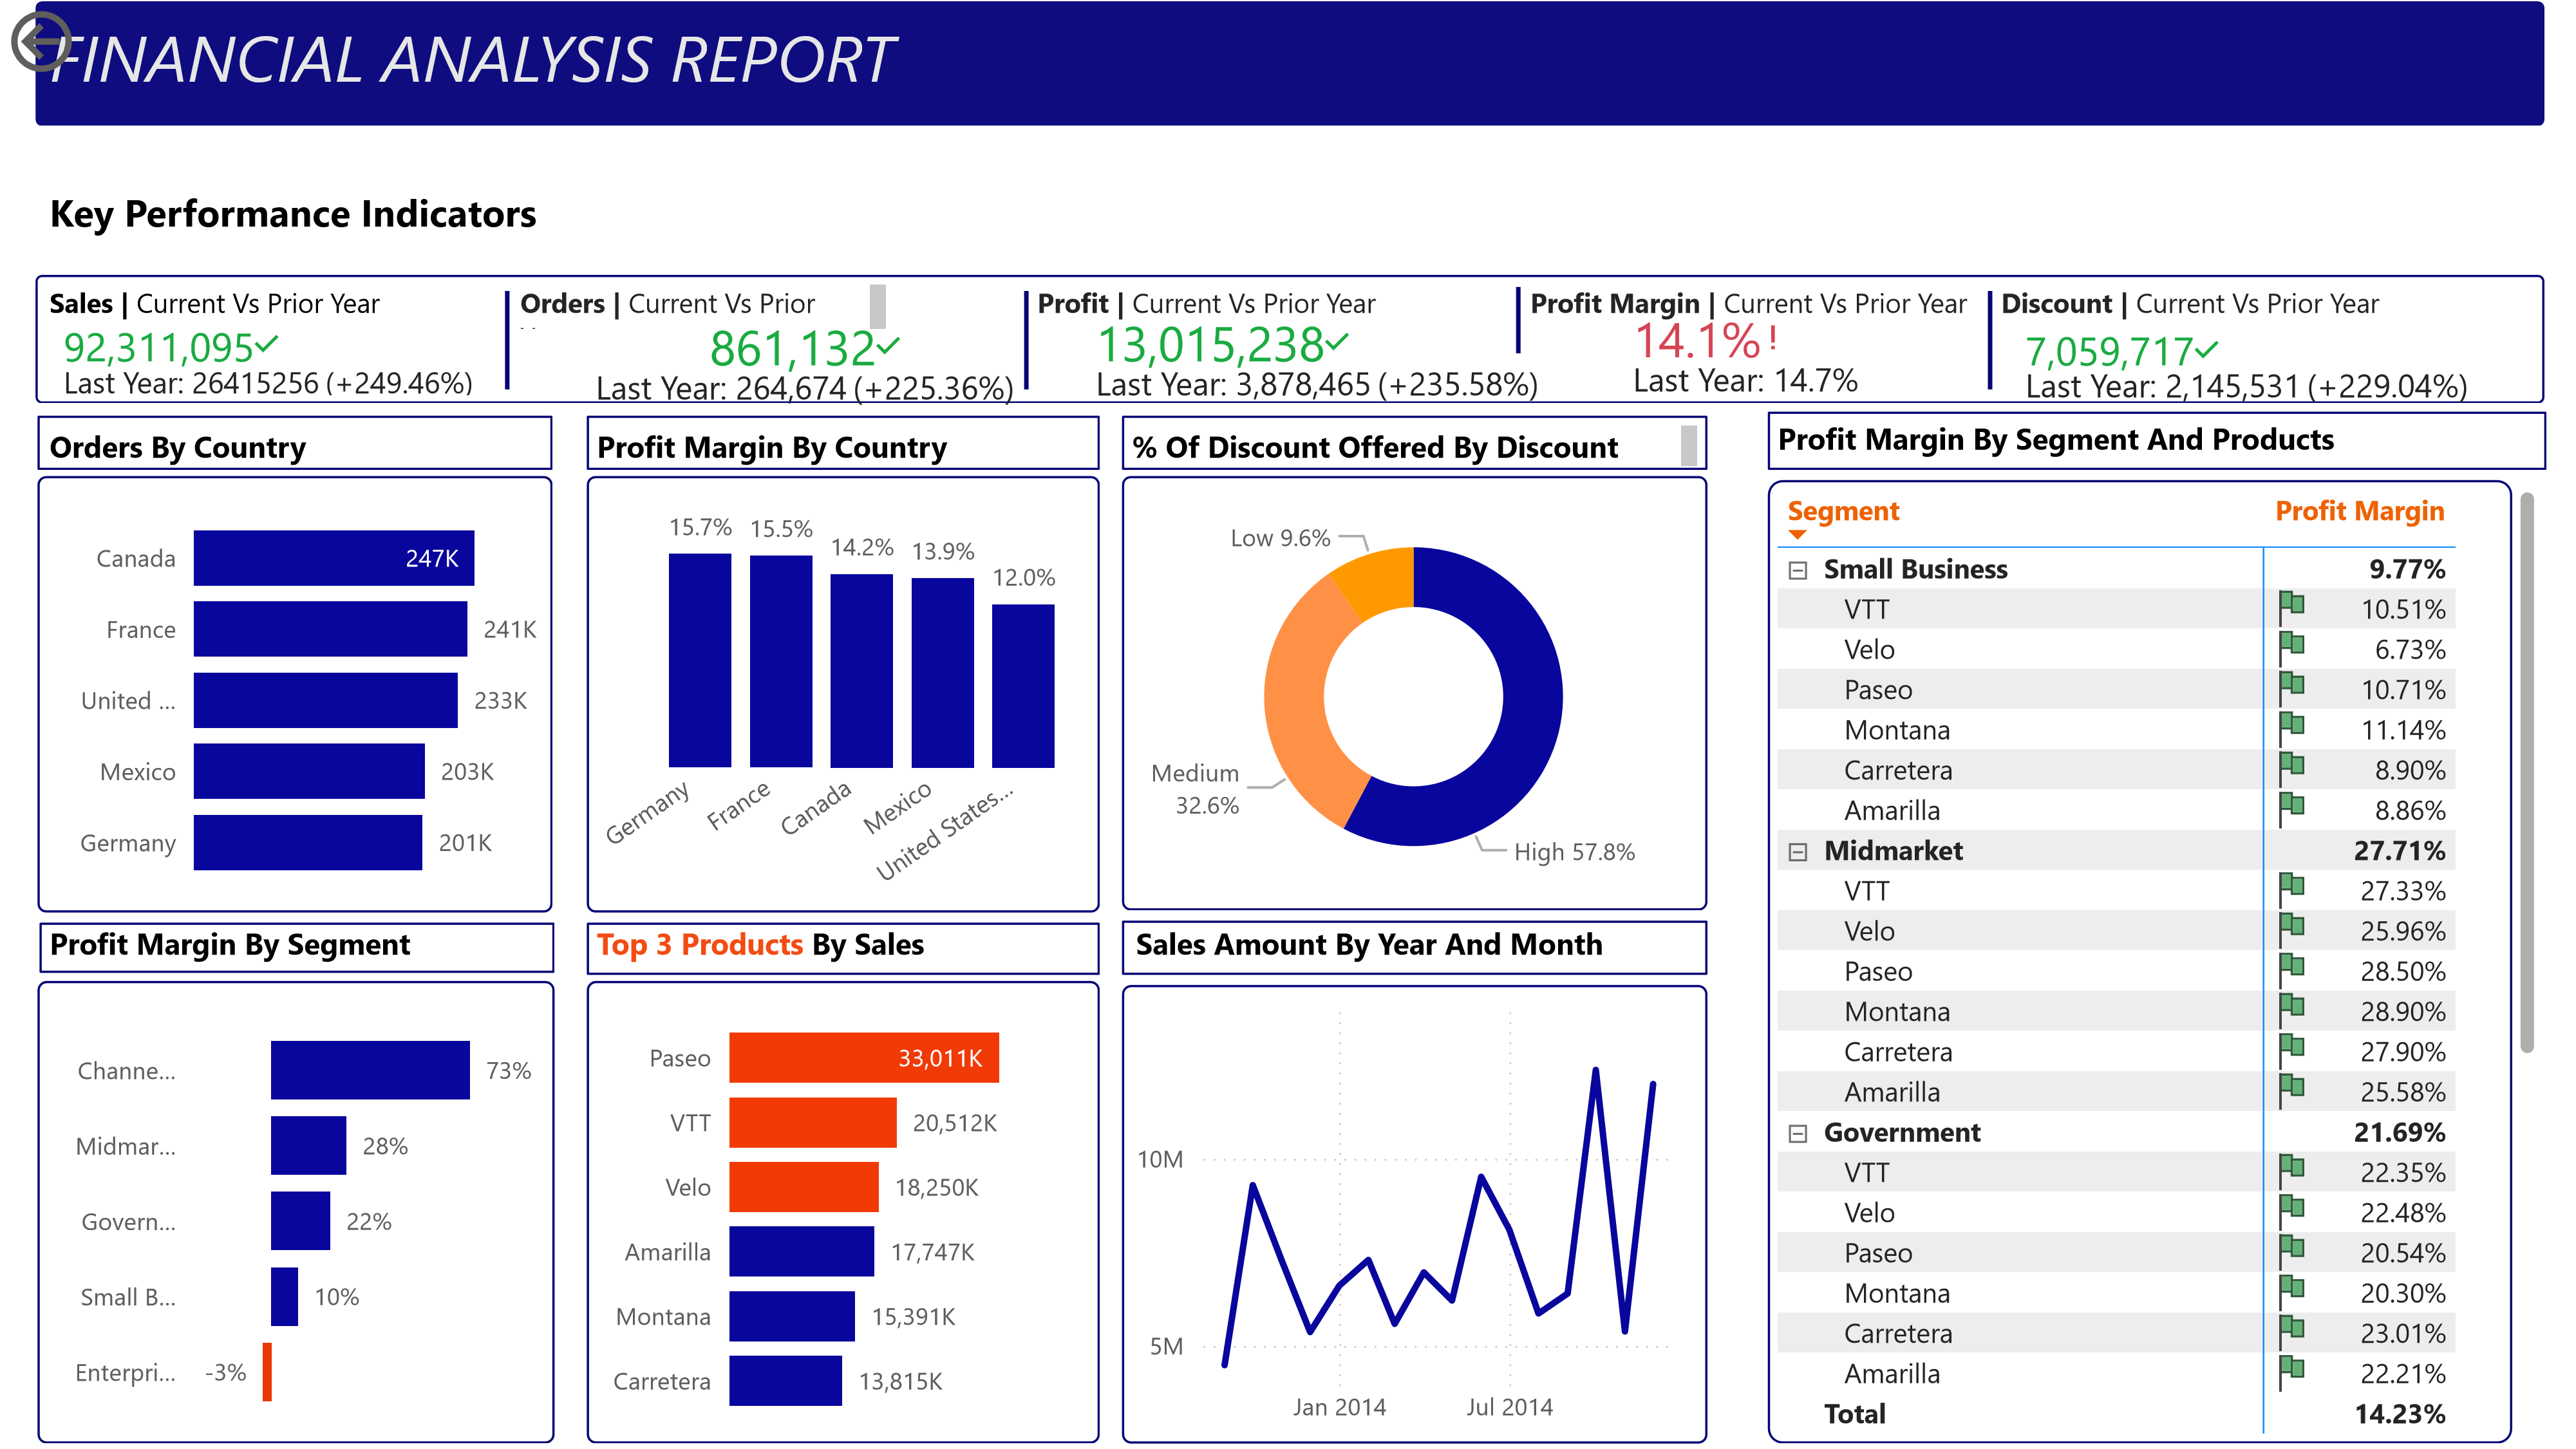 FINANCIAL ANALYSIS REPORT
Key Performance Indicators
Sales | Current Vs Prior Year
92,311,095
Last Year: 26415256 (+249.46%)
Orders | Current Vs Prior
861,132
Last Year: 264,674 (+225.36%)
Profit | Current Vs Prior Year
13,015,238
Last Year: 3,878,465 (+235.58%)
Profit Margin | Current Vs Prior Year
14.1%!
Last Year: 14.7%
Discount | Current Vs Prior Year
7,059,717
Last Year: 2,145,531 (+229.04%)
Orders By Country
Canada 247K
France 241K
United ... 233K
Mexico 203K
Germany 201K
Profit Margin By Country
15.7% 15.5% 14.2% 13.9% 12.0%
Germany France Canada Mexico United States...
% Of Discount Offered By Discount
Low 9.6%
Medium
32.6%
High 57.8%
Profit Margin By Segment
Channe... 73%
Midmar... 28%
Govern... 22%
Small B... 10%
Enterpri... -3%
Top 3 Products By Sales
Paseo 33,011K
VTT 20,512K
Velo 18,250K
Amarilla 17,747K
Montana 15,391K
Carretera 13,815K
Sales Amount By Year And Month
10M
5M
Jan 2014 Jul 2014
Profit Margin By Segment And Products
Segment Profit Margin
Small Business 9.77%
VTT 10.51%
Velo 6.73%
Paseo 10.71%
Montana 11.14%
Carretera 8.90%
Amarilla 8.86%
Midmarket 27.71%
VTT 27.33%
Velo 25.96%
Paseo 28.50%
Montana 28.90%
Carretera 27.90%
Amarilla 25.58%
Government 21.69%
VTT 22.35%
Velo 22.48%
Paseo 20.54%
Montana 20.30%
Carretera 23.01%
Amarilla 22.21%
Total 14.23%